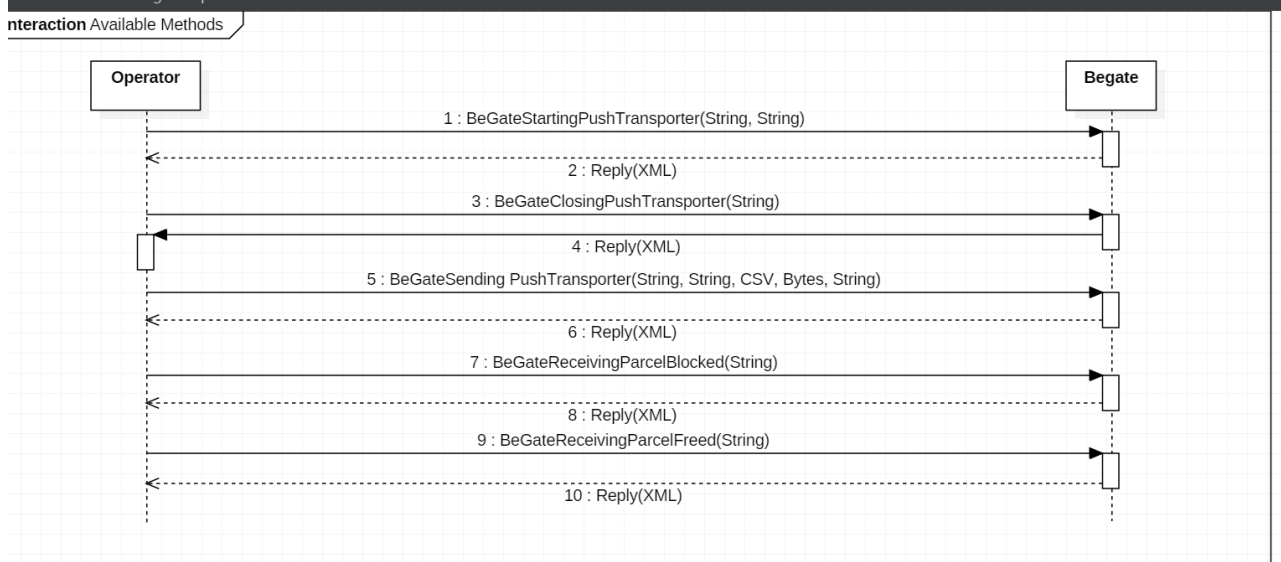 nteraction Available Methods
Operator
Begate
1 : BeGateStartingPushTransporter(String, String)
2 : Reply(XML)
3 : BeGateClosingPushTransporter(String)
4 : Reply(XML)
5 : BeGateSending PushTransporter(String, String, CSV, Bytes, String)
6 : Reply(XML)
7 : BeGateReceivingParcelBlocked(String)
8 : Reply(XML)
9 : BeGateReceivingParcelFreed(String)
10 : Reply(XML)